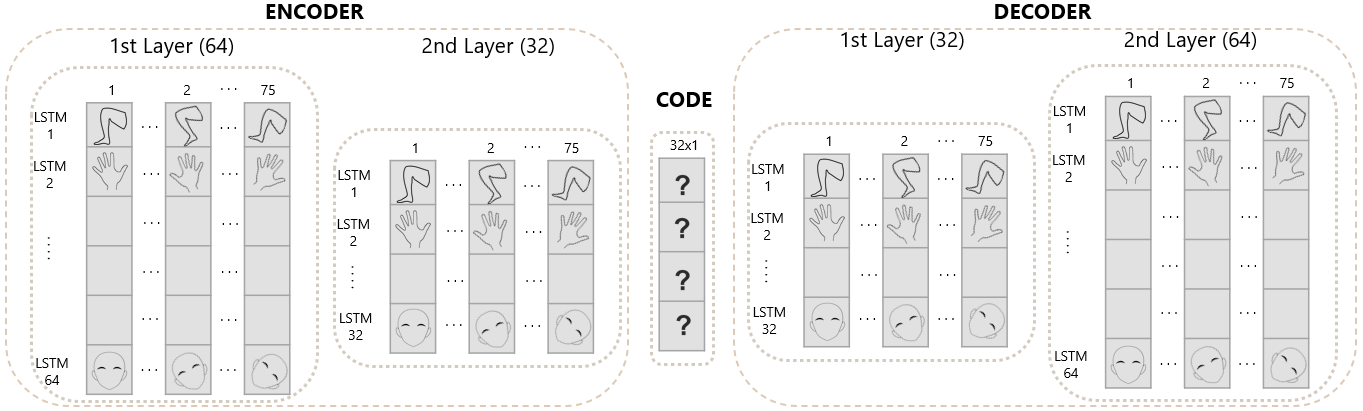 ENCODER
1st Layer (64)
1 2 ... 75
LSTM
1
LSTM
2
LSTM
64
2nd Layer (32)
1 2 ... 75
LSTM
1
LSTM
2
LSTM
32
CODE
32x1
?
?
?
?
DECODER
1st Layer (32)
1 2 ... 75
LSTM
1
LSTM
2
LSTM
32
2nd Layer (64)
1 2 ... 75
LSTM
1
LSTM
2
LSTM
64